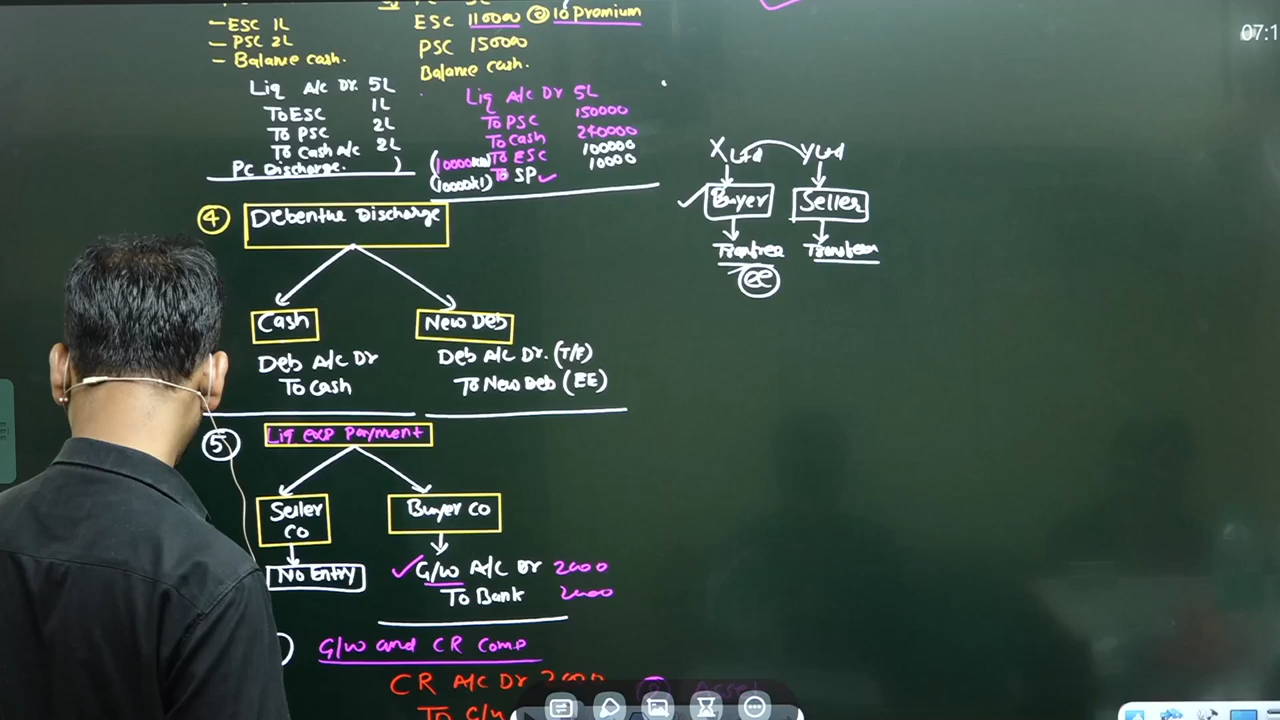 - ESC 1L
- PSC 2L
- Balance cash.
Liq A/c Dr. 5L
To ESC 1L
To PSC 2L
To Cash A/c 2L
PC Discharge. )
ESC 110000 @ 10 Premium
PSC 150000
Balance cash.
Liq A/c Dr 5L
To PSC 150000
To Cash 240000
To ESC 100000
To SP 10000
④ Debenture Discharge
Cash
Deb A/c Dr
To Cash
New Deb
Deb A/c Dr. (T/F)
To New Deb (EE)
⑤ Liq exp Payment
Seller
Co
No Entry
Buyer Co
G/w A/c Dr 2000
To Bank 2000
G/w and CR Comp
CR A/c Dr 2000
X Ltd Y Ltd
Buyer Seller
ee
07:1